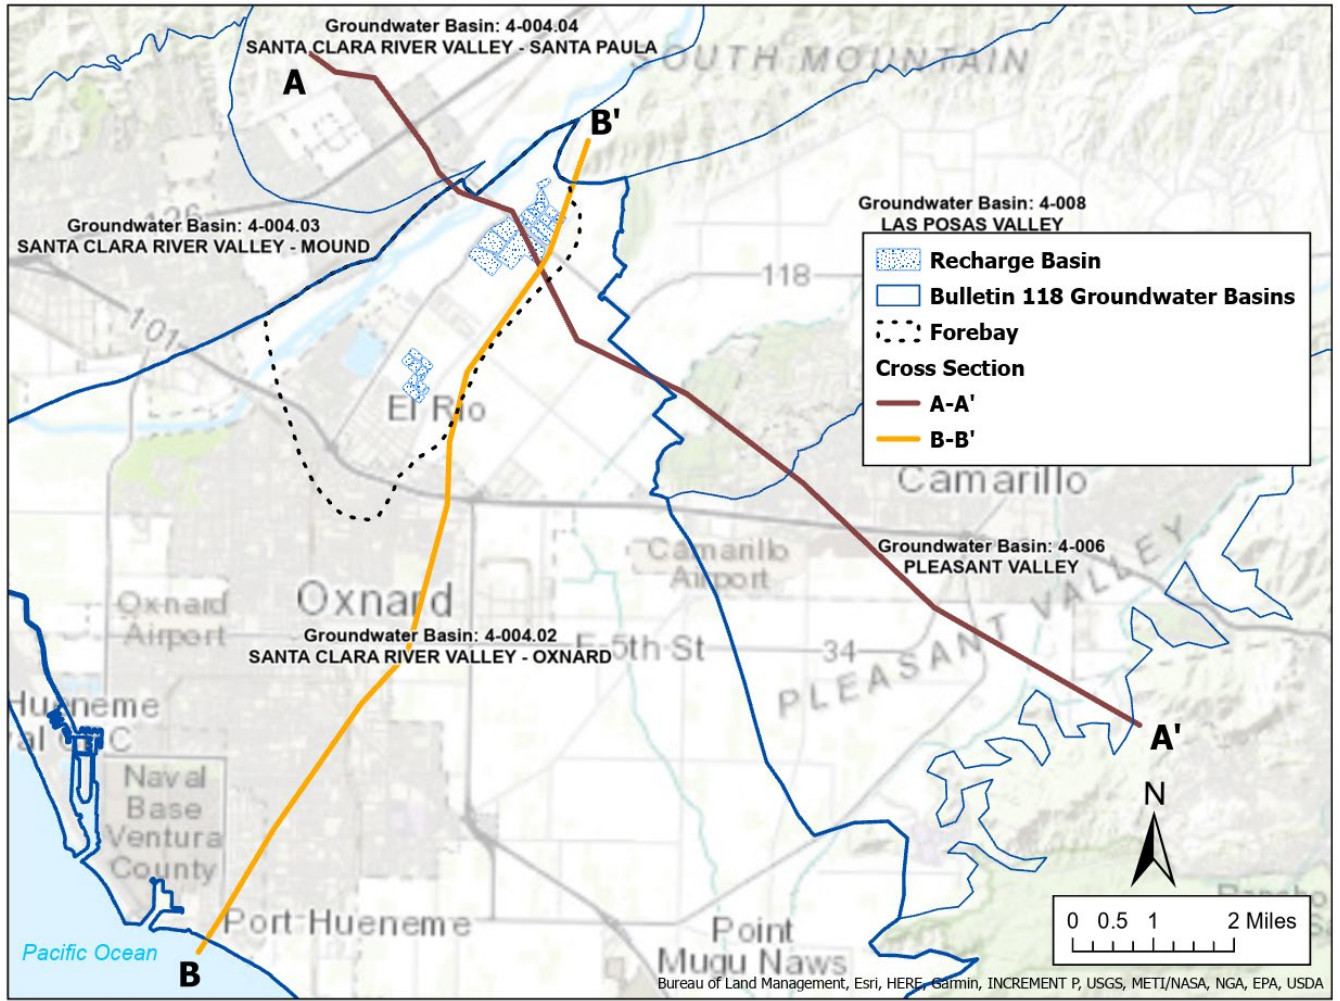 Groundwater Basin: 4-004.04
SANTA CLARA RIVER VALLEY - SANTA PAULA
SOUTH MOUNTAIN
A
B'
126
Groundwater Basin: 4-004.03
SANTA CLARA RIVER VALLEY - MOUND
Groundwater Basin: 4-008
LAS POSAS VALLEY
Recharge Basin
Bulletin 118 Groundwater Basins
Forebay
Cross Section
A-A'
B-B'
118
101
El Rio
Camarillo
Camarillo
Airport
Groundwater Basin: 4-006
PLEASANT VALLEY
PLEASANT VALLEY
Oxnard
Oxnard
Airport
Groundwater Basin: 4-004.02
SANTA CLARA RIVER VALLEY - OXNARD
E 5th St
34
Hueneme
A'
N
Naval
Base
Ventura
County
Port Hueneme
Point
Mugu Naws
0 0.5 1 2 Miles
Pacific Ocean
B
Bureau of Land Management, Esri, HERE, Garmin, INCREMENT P, USGS, METI/NASA, NGA, EPA, USDA